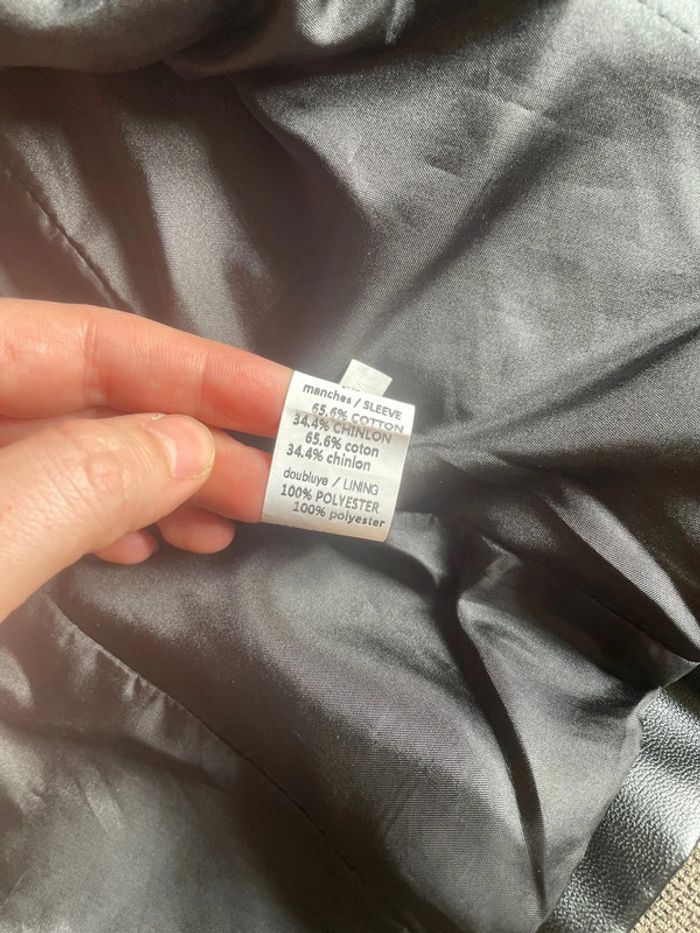 manches / SLEEVE
65.6% COTTON
34.4% CHINLON
65.6% coton
34.4% chinlon
doubluye / LINING
100% POLYESTER
100% polyester